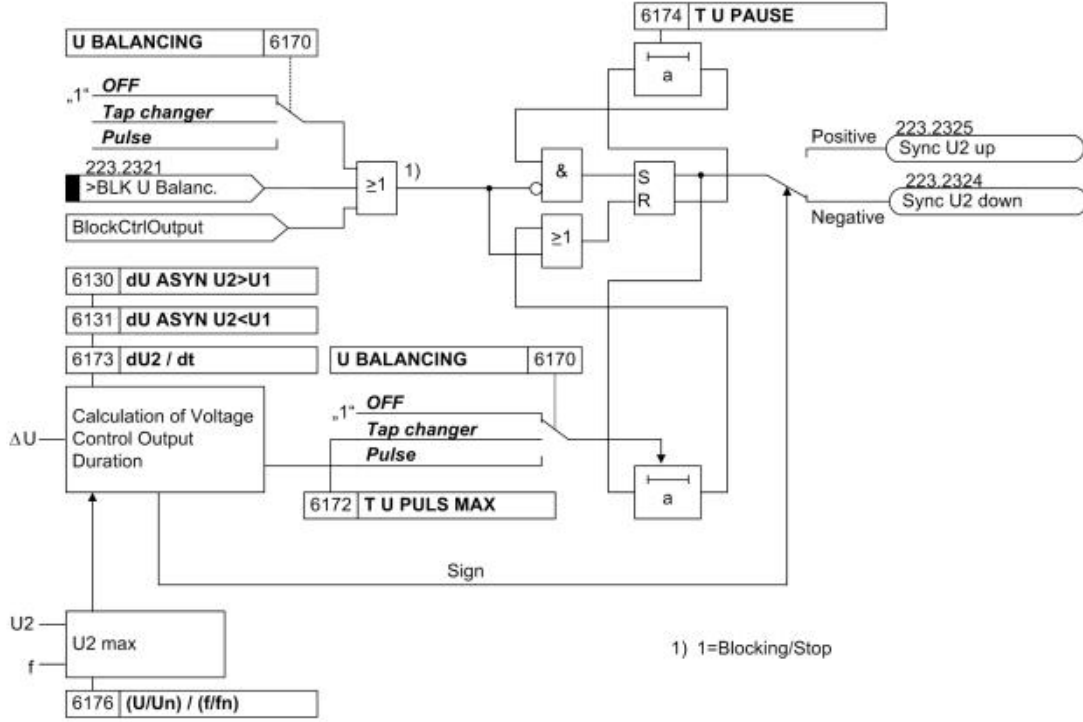 6174 T U PAUSE
U BALANCING 6170
a
„1“ OFF
Tap changer
Pulse
223.2321
>BLK U Balanc.
BlockCtrlOutput
≥1
1)
&
≥1
S
R
Positive
223.2325
Sync U2 up
223.2324
Sync U2 down
Negative
6130 dU ASYN U2>U1
6131 dU ASYN U2<U1
6173 dU2 / dt
U BALANCING 6170
ΔU
Calculation of Voltage
Control Output
Duration
„1“ OFF
Tap changer
Pulse
6172 T U PULS MAX
a
Sign
U2
U2 max
f
6176 (U/Un) / (f/fn)
1) 1=Blocking/Stop